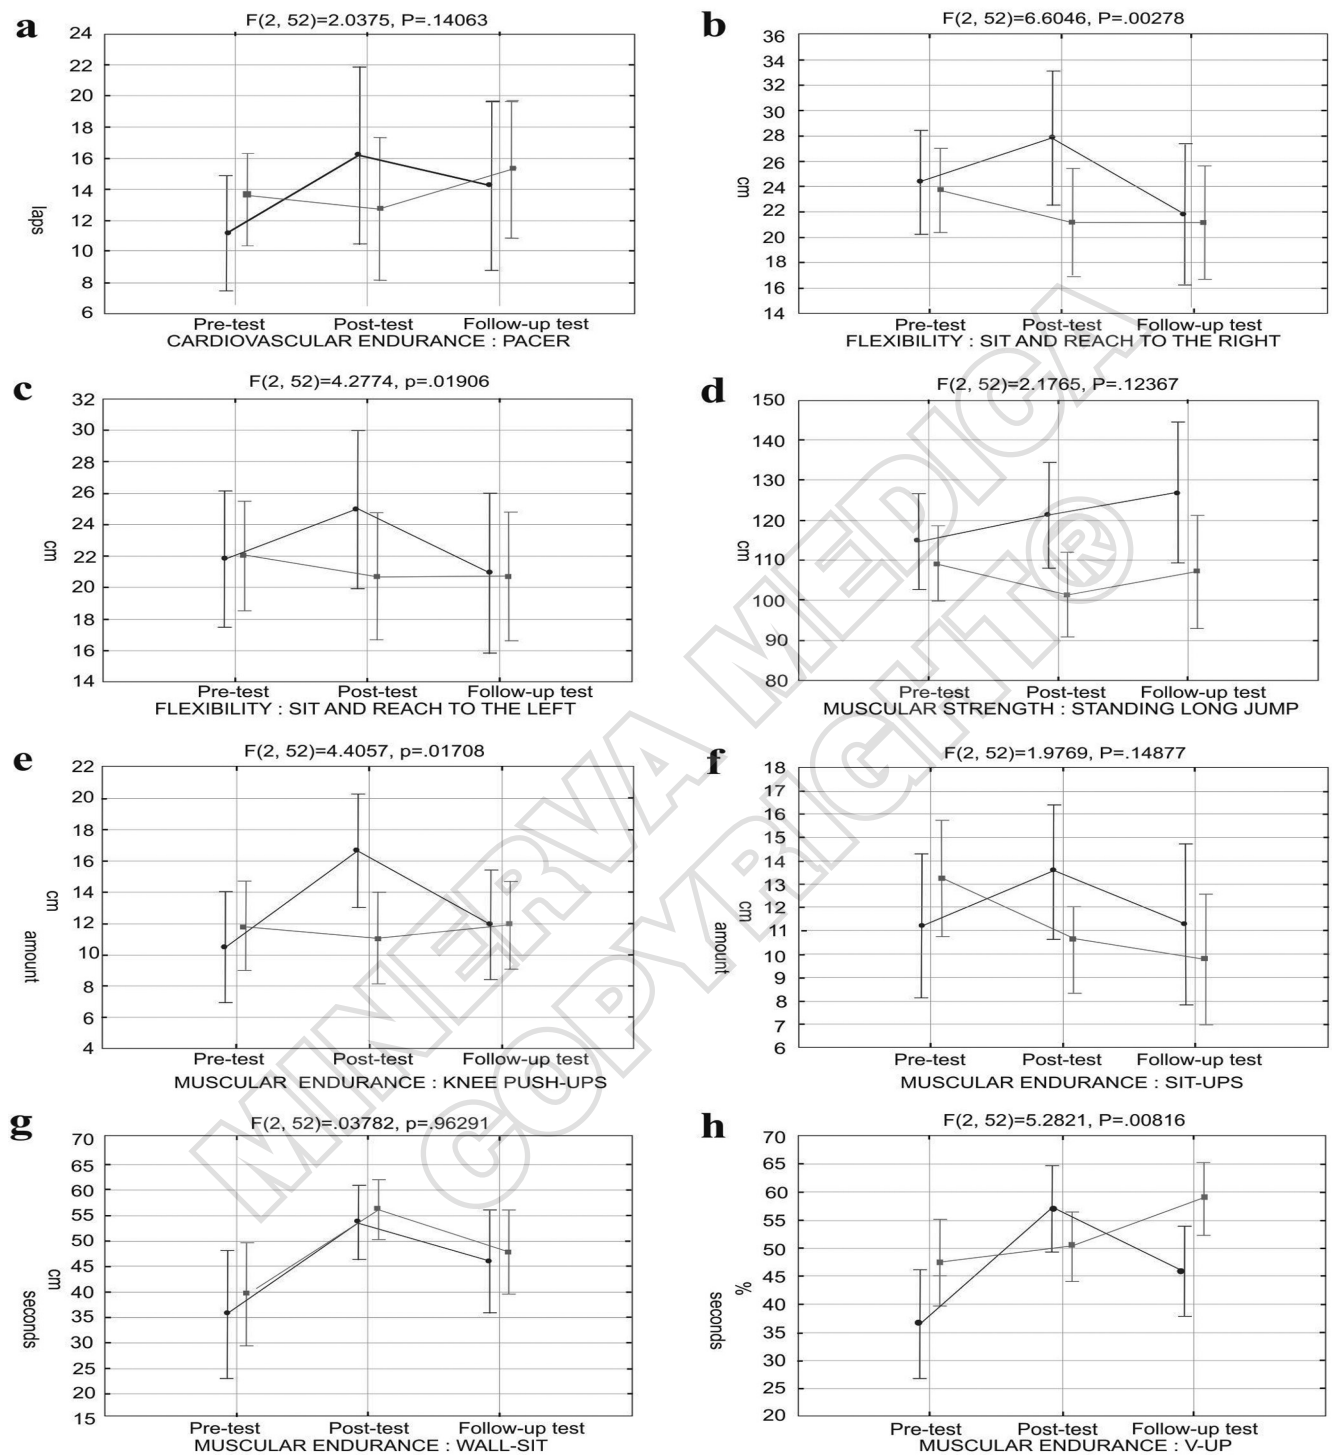 a
F(2, 52)=2.0375, P=.14063
24
22
20
18
16
14
12
10
8
6
laps
Pre-test Post-test Follow-up test
CARDIOVASCULAR ENDURANCE : PACER
b
F(2, 52)=6.6046, P=.00278
36
34
32
30
28
26
24
22
20
18
16
14
cm
Pre-test Post-test Follow-up test
FLEXIBILITY : SIT AND REACH TO THE RIGHT
c
F(2, 52)=4.2774, p=.01906
32
30
28
26
24
22
20
18
16
14
cm
Pre-test Post-test Follow-up test
FLEXIBILITY : SIT AND REACH TO THE LEFT
d
F(2, 52)=2.1765, P=.12367
150
140
130
120
110
100
90
80
cm
Pre-test Post-test Follow-up test
MUSCULAR STRENGTH : STANDING LONG JUMP
e
F(2, 52)=4.4057, p=.01708
22
20
18
16
14
12
10
8
6
4
cm
amount
Pre-test Post-test Follow-up test
MUSCULAR ENDURANCE : KNEE PUSH-UPS
f
F(2, 52)=1.9769, P=.14877
18
17
16
15
14
13
12
11
10
9
8
7
6
cm
amount
Pre-test Post-test Follow-up test
MUSCULAR ENDURANCE : SIT-UPS
g
F(2, 52)=.03782, p=.96291
70
65
60
55
50
45
40
35
30
25
20
15
cm
seconds
Pre-test Post-test Follow-up test
MUSCULAR ENDURANCE : WALL-SIT
h
F(2, 52)=5.2821, P=.00816
70
65
60
55
50
45
40
35
30
25
20
%
seconds
Pre-test Post-test Follow-up test
MUSCULAR ENDURANCE : V-UP
MINERVA MEDICA
COPYRIGHT®